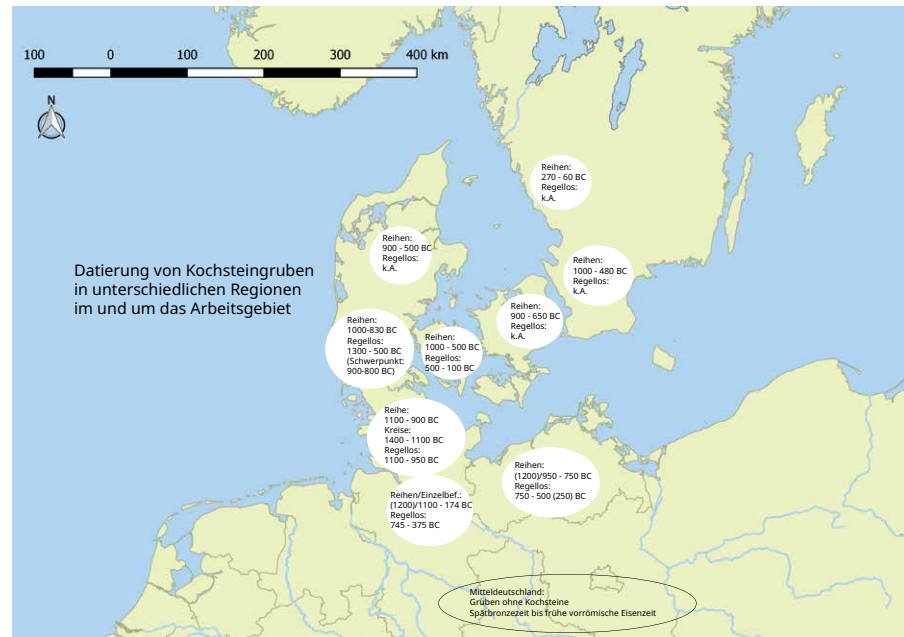 100 0 100 200 300 400 km
N
Reihen:
270 - 60 BC
Regellos:
k.A.
Reihen:
900 - 500 BC
Regellos:
k.A.
Reihen:
1000 - 480 BC
Regellos:
k.A.
Datierung von Kochsteingruben
in unterschiedlichen Regionen
im und um das Arbeitsgebiet
Reihen:
900 - 650 BC
Regellos:
k.A.
Reihen:
1000-830 BC
Regellos:
1300 - 500 BC
(Schwerpunkt:
900-800 BC)
Reihen:
1000 - 500 BC
Regellos:
500 - 100 BC
Reihe:
1100 - 900 BC
Kreise:
1400 - 1100 BC
Regellos:
1100 - 950 BC
Reihen:
(1200)/950 - 750 BC
Regellos:
750 - 500 (250) BC
Reihen/Einzelbef.:
(1200)/1100 - 174 BC
Regellos:
745 - 375 BC
Mitteldeutschland:
Gruben ohne Kochsteine
Spätbronzezeit bis frühe vorrömische Eisenzeit